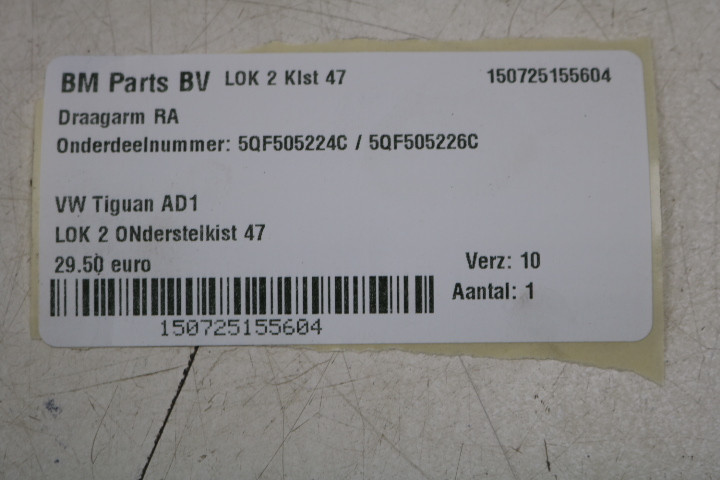 BM Parts BV LOK 2 KIst 47 150725155604
Draagarm RA
Onderdeelnummer: 5QF505224C / 5QF505226C
VW Tiguan AD1
LOK 2 ONdersteIkist 47
29.50 euro Verz: 10
Aantal: 1
150725155604